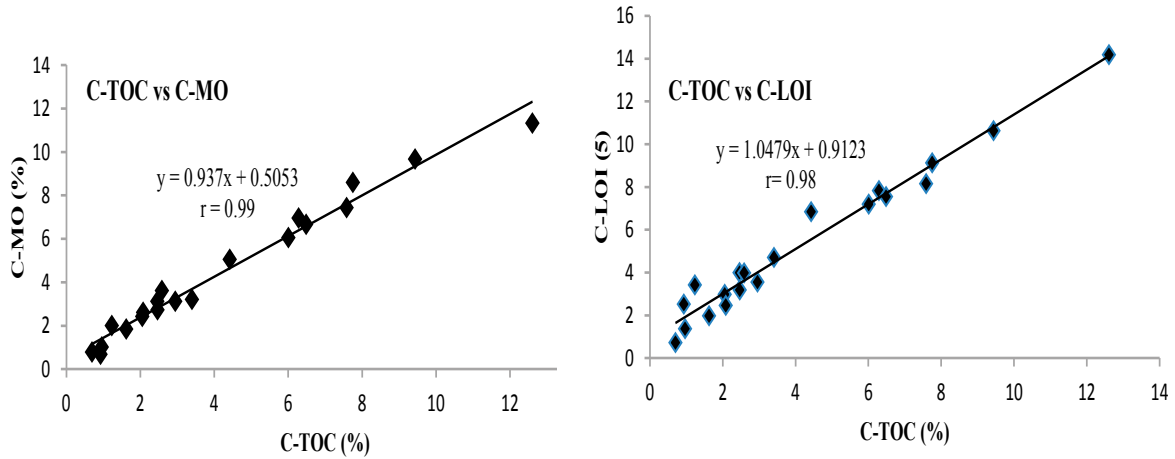 C-TOC vs C-MO
y = 0.937x + 0.5053
r = 0.99
C-MO (%)
14
12
10
8
6
4
2
0
0 2 4 6 8 10 12
C-TOC (%)
C-TOC vs C-LOI
y = 1.0479x + 0.9123
r= 0.98
C-LOI (5)
16
14
12
10
8
6
4
2
0
0 2 4 6 8 10 12 14
C-TOC (%)